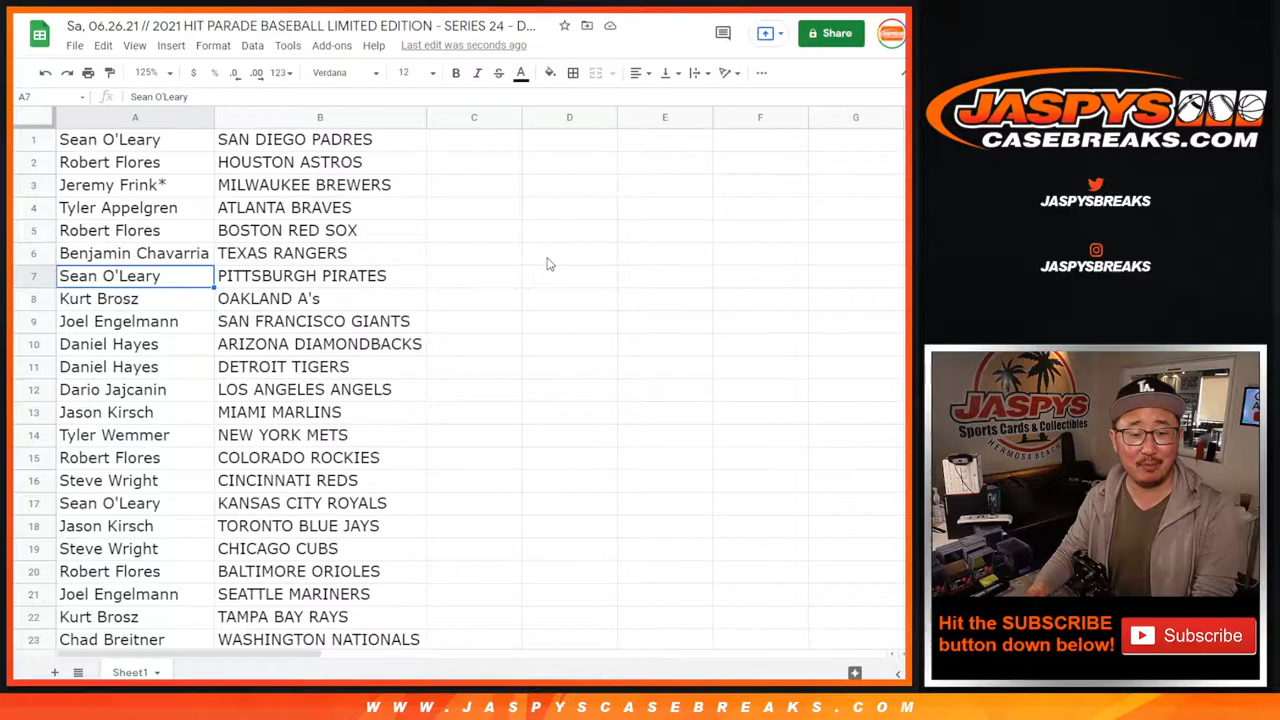 Sa, 06.26.21 // 2021 HIT PARADE BASEBALL LIMITED EDITION - SERIES 24 - D...
File Edit View Insert Format Data Tools Add-ons Help Last edit was seconds ago
Share
125% $ % .0 .00 123 Verdana 12 B I S A
A7 fx Sean O'Leary
A B C D E F G
1 Sean O'Leary SAN DIEGO PADRES
2 Robert Flores HOUSTON ASTROS
3 Jeremy Frink* MILWAUKEE BREWERS
4 Tyler Appelgren ATLANTA BRAVES
5 Robert Flores BOSTON RED SOX
6 Benjamin Chavarria TEXAS RANGERS
7 Sean O'Leary PITTSBURGH PIRATES
8 Kurt Brosz OAKLAND A's
9 Joel Engelmann SAN FRANCISCO GIANTS
10 Daniel Hayes ARIZONA DIAMONDBACKS
11 Daniel Hayes DETROIT TIGERS
12 Dario Jajcanin LOS ANGELES ANGELS
13 Jason Kirsch MIAMI MARLINS
14 Tyler Wemmer NEW YORK METS
15 Robert Flores COLORADO ROCKIES
16 Steve Wright CINCINNATI REDS
17 Sean O'Leary KANSAS CITY ROYALS
18 Jason Kirsch TORONTO BLUE JAYS
19 Steve Wright CHICAGO CUBS
20 Robert Flores BALTIMORE ORIOLES
21 Joel Engelmann SEATTLE MARINERS
22 Kurt Brosz TAMPA BAY RAYS
23 Chad Breitner WASHINGTON NATIONALS
Sheet1
JASPYS
CASEBREAKS.COM
JASPYSBREAKS
JASPYSBREAKS
JASPYS
Sports Cards & Collectibles
HERMOSA BEACH
LA
Hit the SUBSCRIBE
button down below!
Subscribe
WWW.JASPYSCASEBREAKS.COM